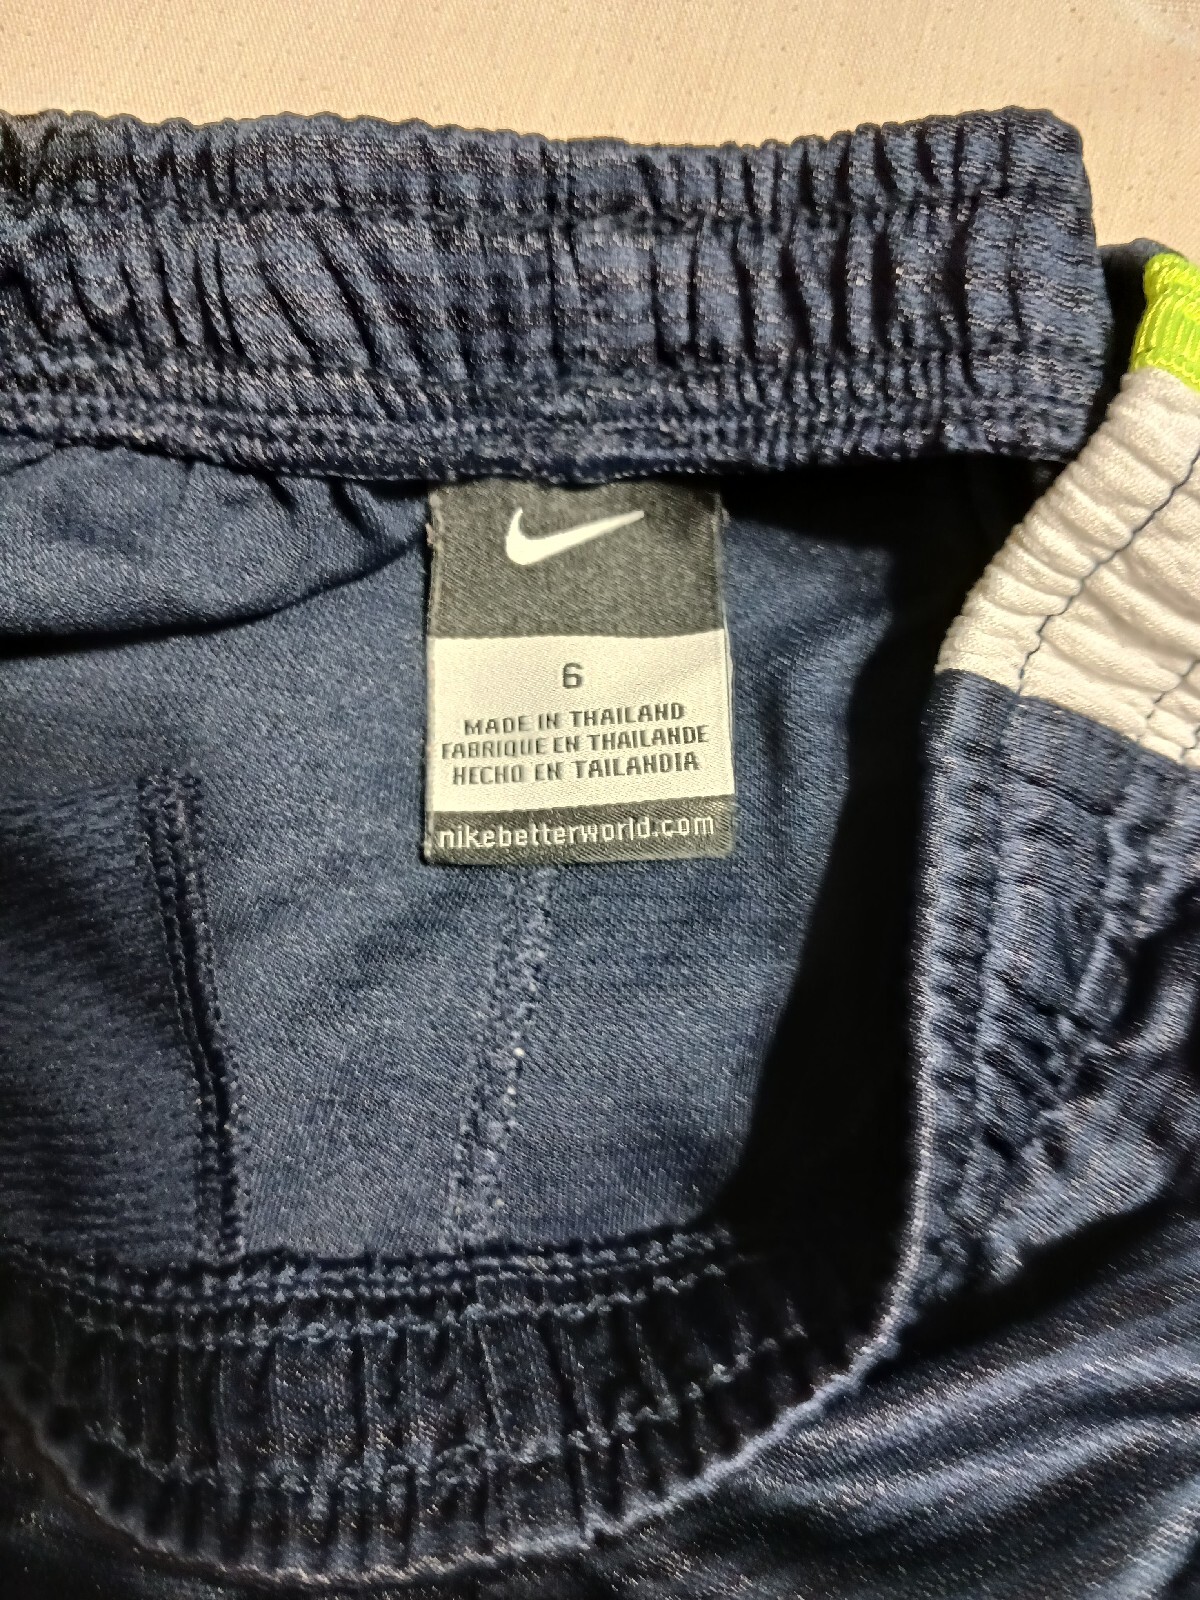 6
MADE IN THAILAND
FABRIQUE EN THAILANDE
HECHO EN TAILANDIA
nikebetterworld.com